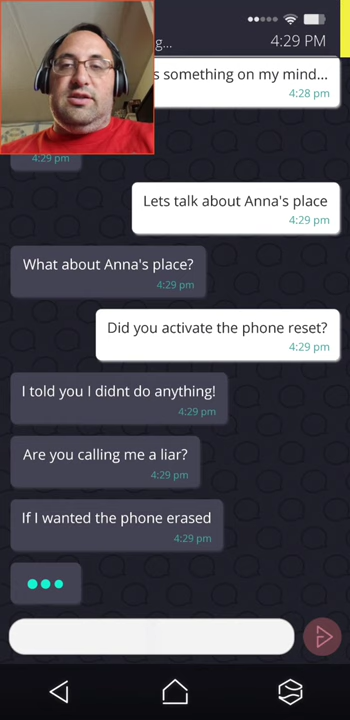 g...
4:29 PM
s something on my mind...
4:28 pm
4:29 pm
Lets talk about Anna's place
4:29 pm
What about Anna's place?
4:29 pm
Did you activate the phone reset?
4:29 pm
I told you I didnt do anything!
4:29 pm
Are you calling me a liar?
4:29 pm
If I wanted the phone erased
4:29 pm